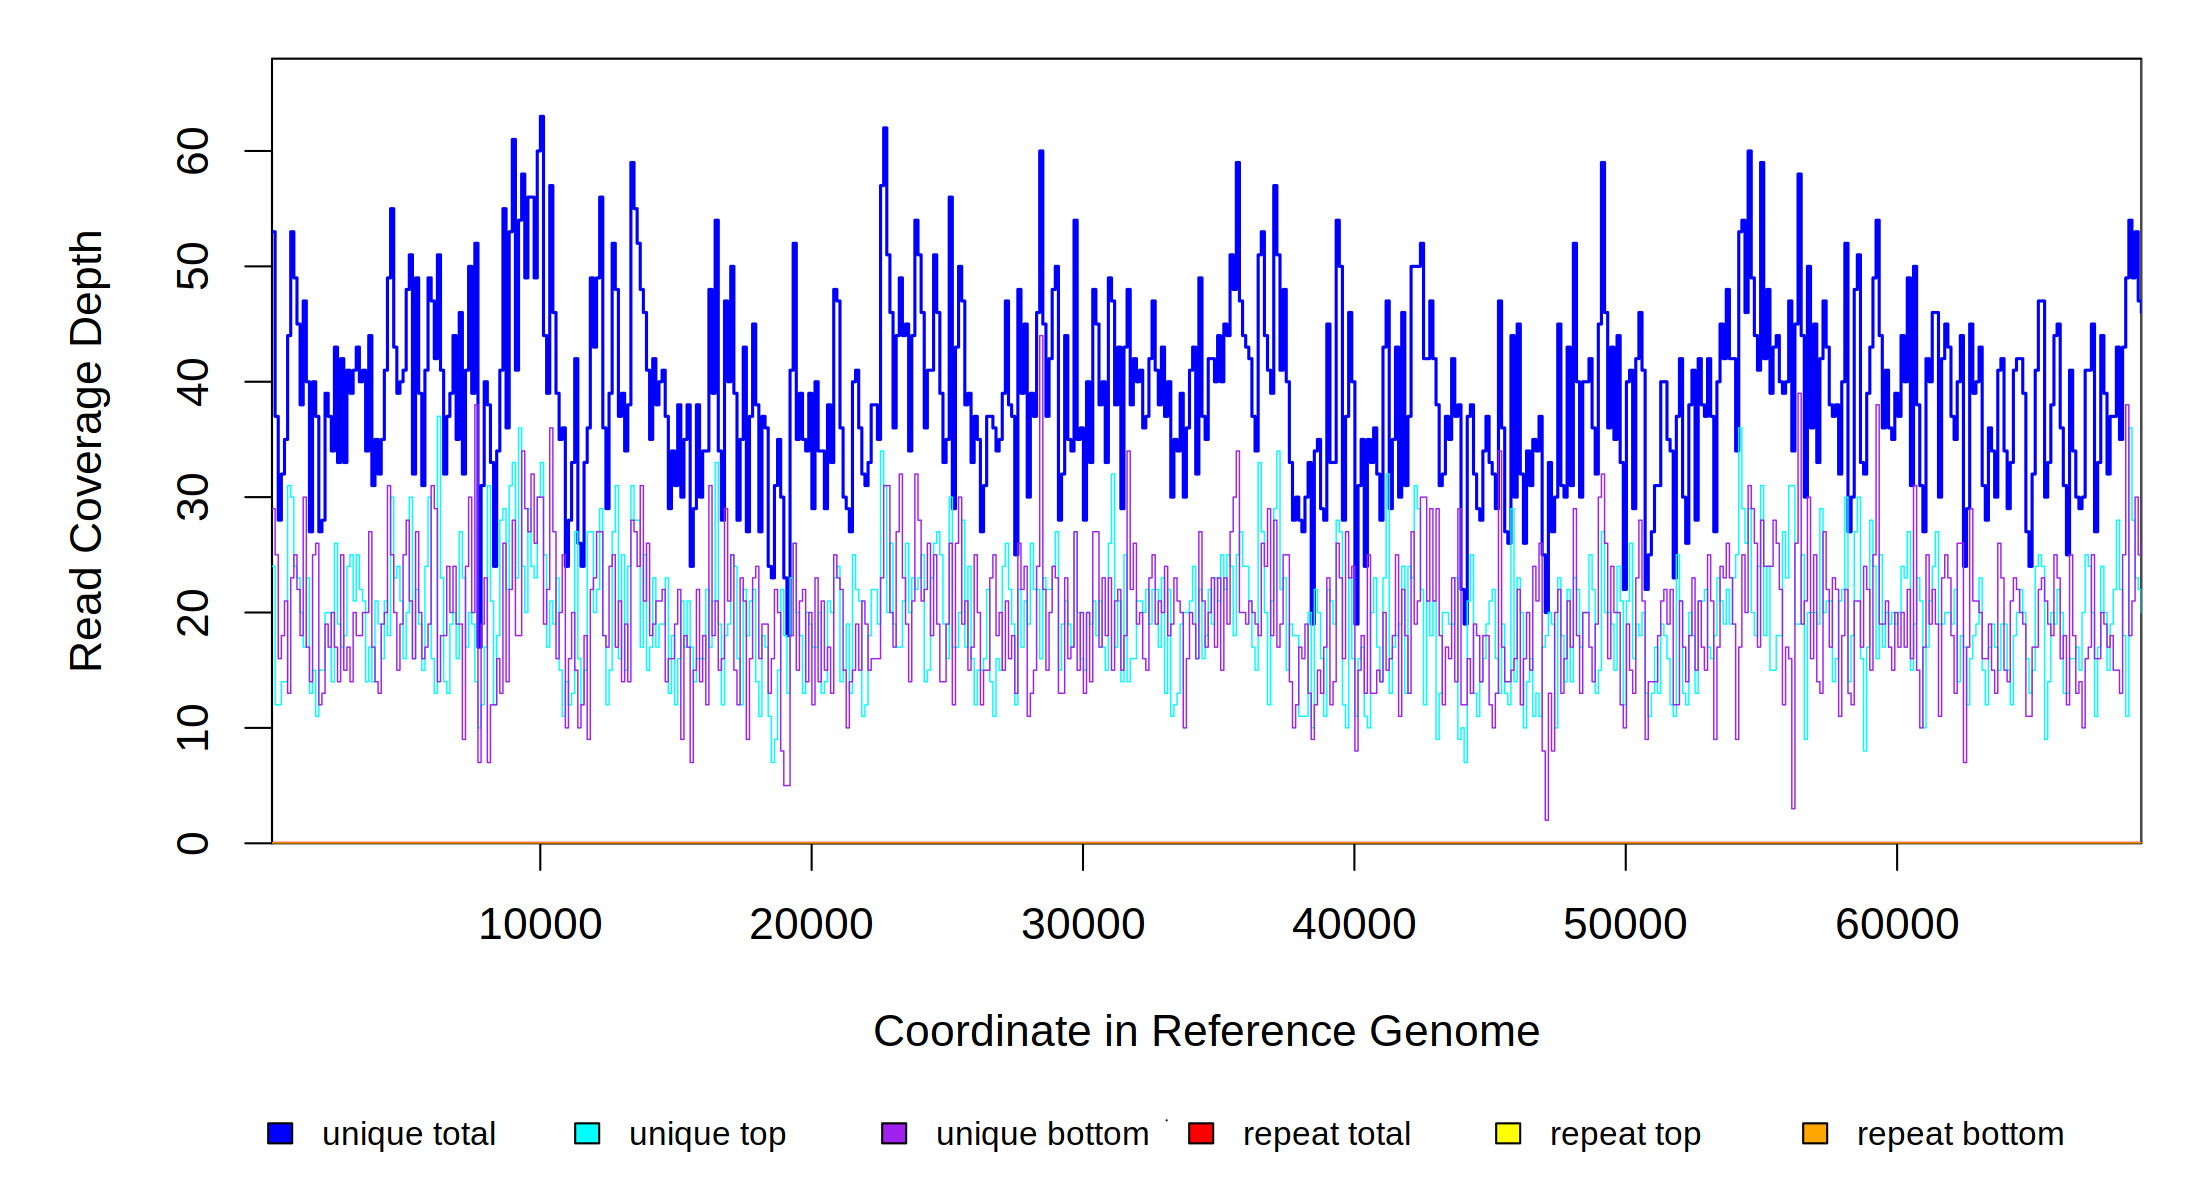 Read Coverage Depth
60
50
40
30
20
10
0
10000 20000 30000 40000 50000 60000
Coordinate in Reference Genome
unique total unique top unique bottom repeat total repeat top repeat bottom